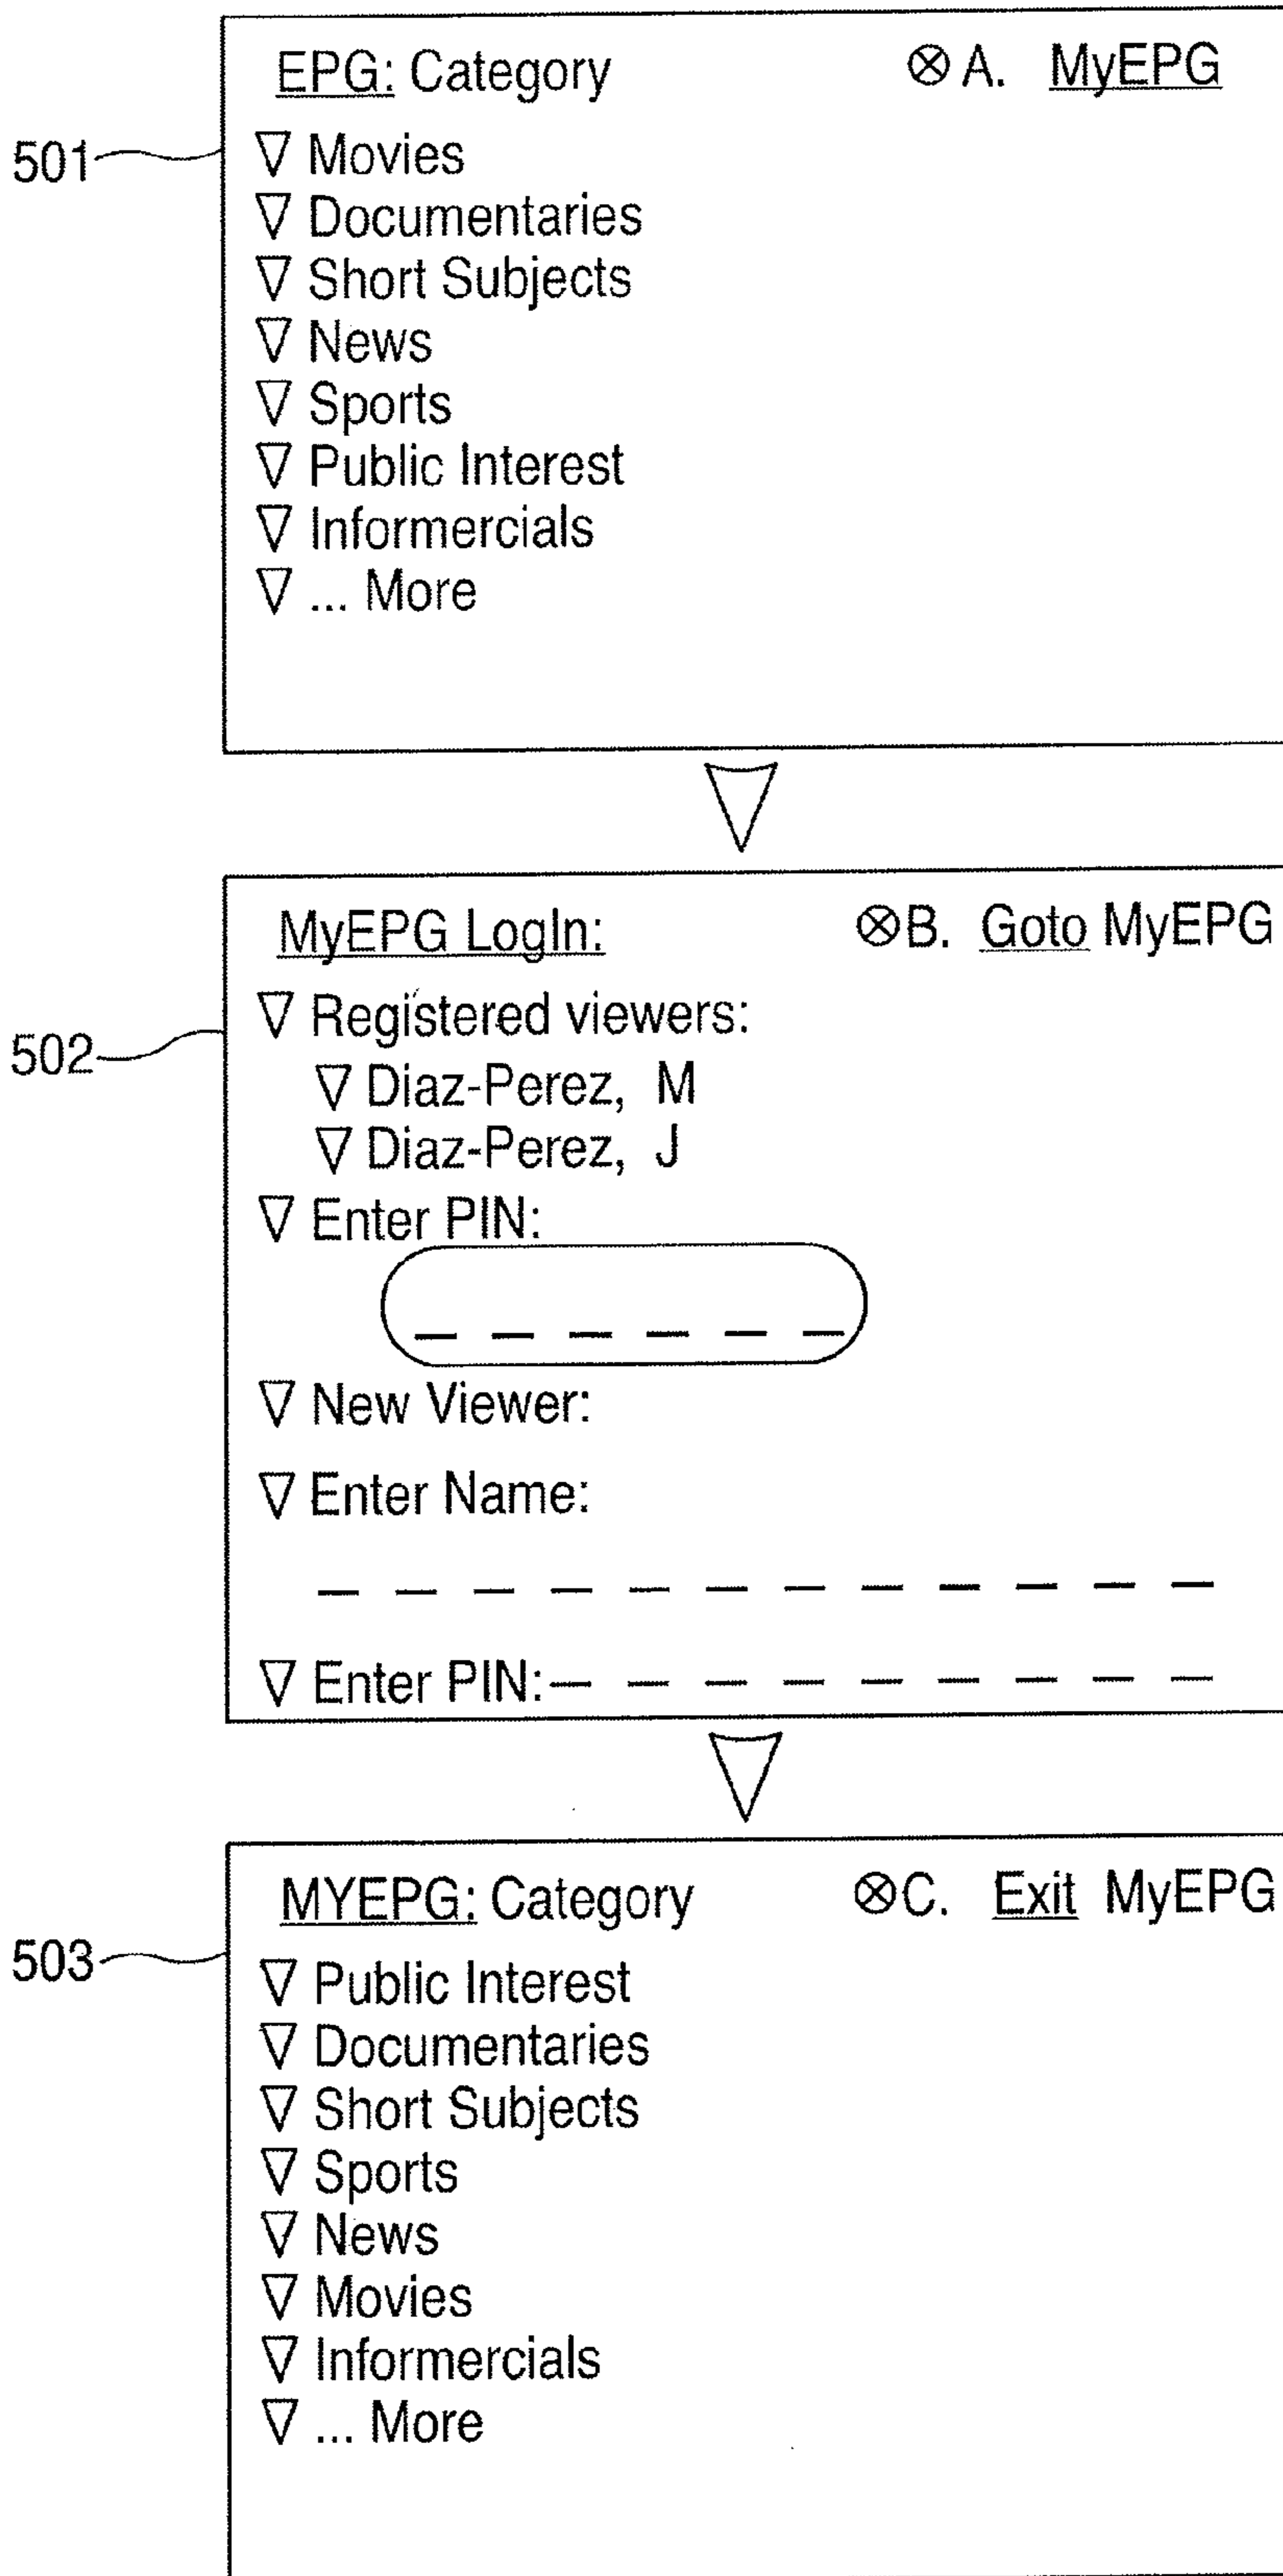 EPG: Category ⊗ A. MyEPG
501
▽ Movies
▽ Documentaries
▽ Short Subjects
▽ News
▽ Sports
▽ Public Interest
▽ Informercials
▽ ... More
MyEPG LogIn: ⊗B. Goto MyEPG
502
▽ Registered viewers:
▽ Diaz-Perez, M
▽ Diaz-Perez, J
▽ Enter PIN:
_ _ _ _ _ _
▽ New Viewer:
▽ Enter Name:
_ _ _ _ _ _ _ _ _ _ _ _
▽ Enter PIN:_ _ _ _ _ _ _ _ _
MYEPG: Category ⊗C. Exit MyEPG
503
▽ Public Interest
▽ Documentaries
▽ Short Subjects
▽ Sports
▽ News
▽ Movies
▽ Informercials
▽ ... More